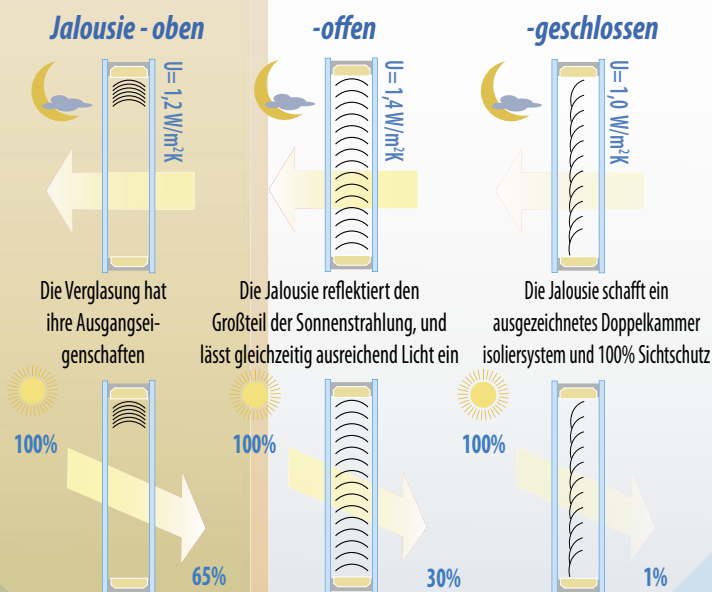 Jalousie - oben
-offen
-geschlossen
U= 1,2 W/m²K
U= 1,4 W/m²K
U= 1,0 W/m²K
Die Verglasung hat
ihre Ausgangsei-
genschaften
Die Jalousie reflektiert den
Großteil der Sonnenstrahlung, und
lässt gleichzeitig ausreichend Licht ein
Die Jalousie schafft ein
ausgezeichnetes Doppelkammer
isoliersystem und 100% Sichtschutz
100%
65%
100%
30%
100%
1%